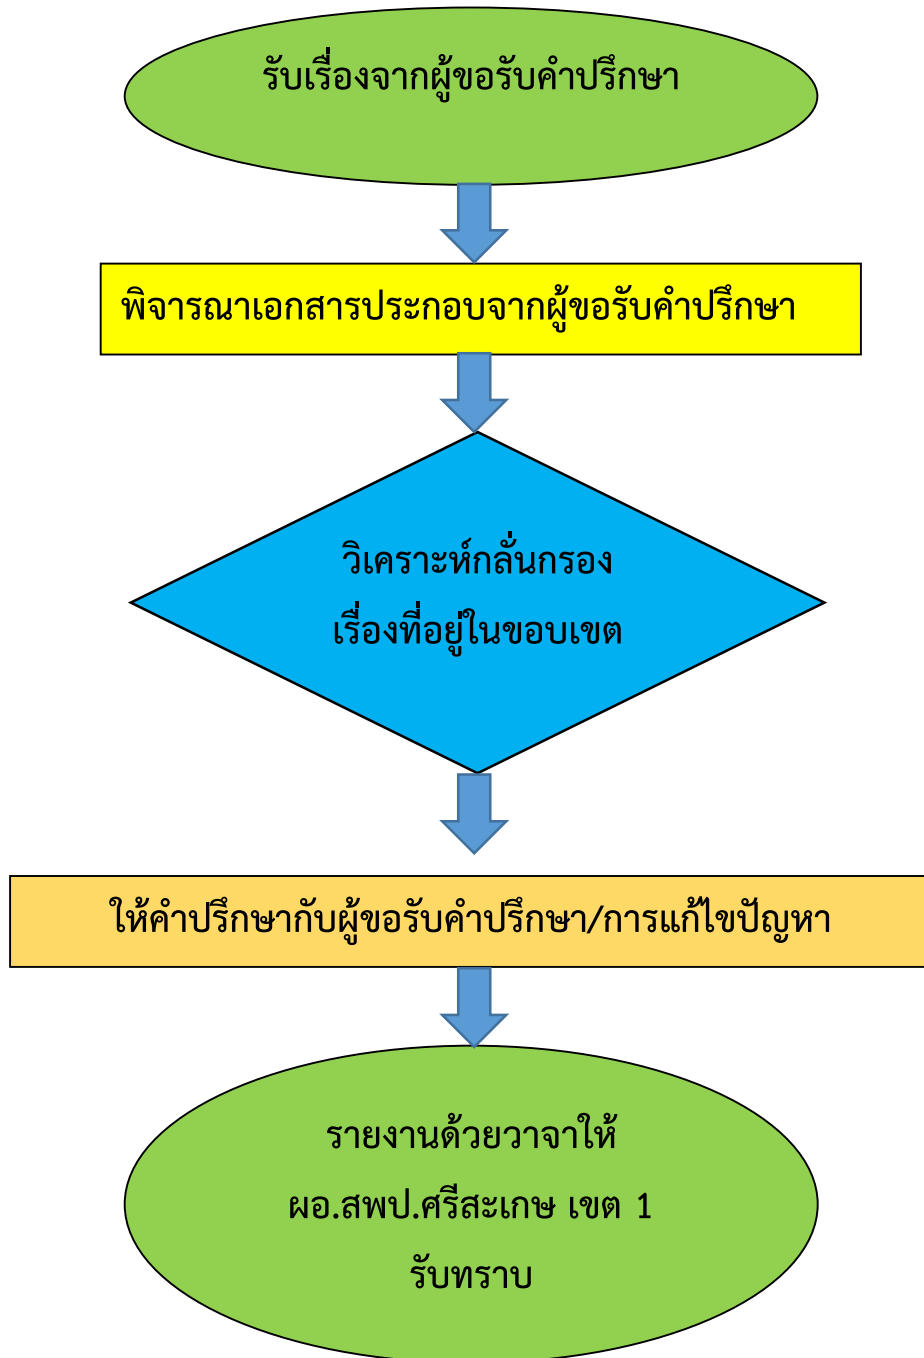 รับเรื่องจากผู้ขอรับคำปรึกษา
พิจารณาเอกสารประกอบจากผู้ขอรับคำปรึกษา
วิเคราะห์กลั่นกรอง
เรื่องที่อยู่ในขอบเขต
ให้คำปรึกษากับผู้ขอรับคำปรึกษา/การแก้ไขปัญหา
รายงานด้วยวาจาให้
ผอ.สพป.ศรีสะเกษ เขต 1
รับทราบ